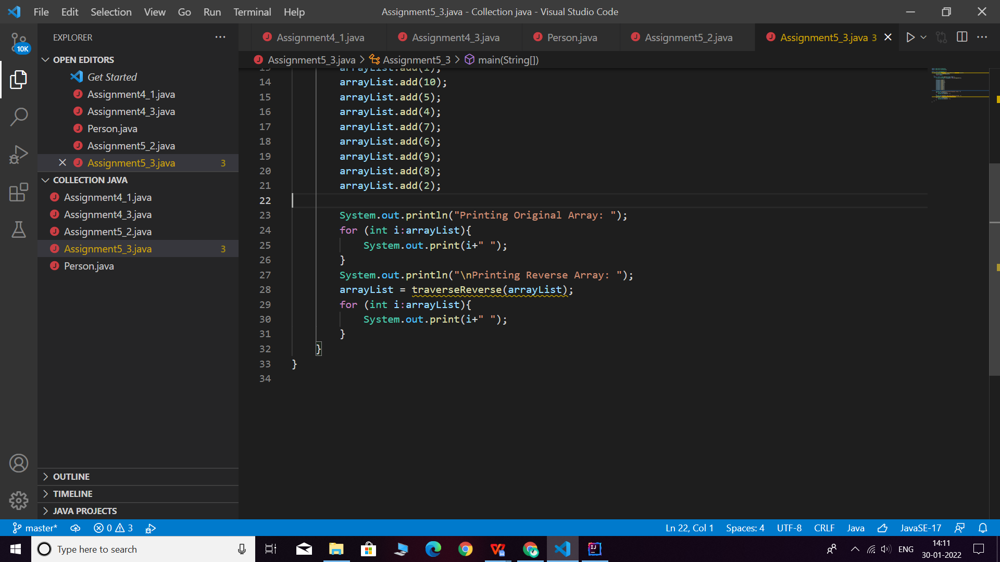 File Edit Selection View Go Run Terminal Help
Assignment5_3.java - Collection java - Visual Studio Code
EXPLORER
10K
OPEN EDITORS
Get Started
Assignment4_1.java
Assignment4_3.java
Person.java
Assignment5_2.java
Assignment5_3.java 3
COLLECTION JAVA
Assignment4_1.java
Assignment4_3.java
Assignment5_2.java
Assignment5_3.java 3
Person.java
OUTLINE
TIMELINE
JAVA PROJECTS
Assignment4_1.java Assignment4_3.java Person.java Assignment5_2.java Assignment5_3.java 3
Assignment5_3.java > Assignment5_3 > main(String[])
13 arrayList.add(1);
14 arrayList.add(10);
15 arrayList.add(5);
16 arrayList.add(4);
17 arrayList.add(7);
18 arrayList.add(6);
19 arrayList.add(9);
20 arrayList.add(8);
21 arrayList.add(2);
22
23 System.out.println("Printing Original Array: ");
24 for (int i:arrayList){
25 System.out.print(i+" ");
26 }
27 System.out.println("\nPrinting Reverse Array: ");
28 arrayList = traverseReverse(arrayList);
29 for (int i:arrayList){
30 System.out.print(i+" ");
31 }
32 }
33 }
34
master* 0 3
Ln 22, Col 1 Spaces: 4 UTF-8 CRLF Java JavaSE-17
Type here to search
ENG
14:11
30-01-2022